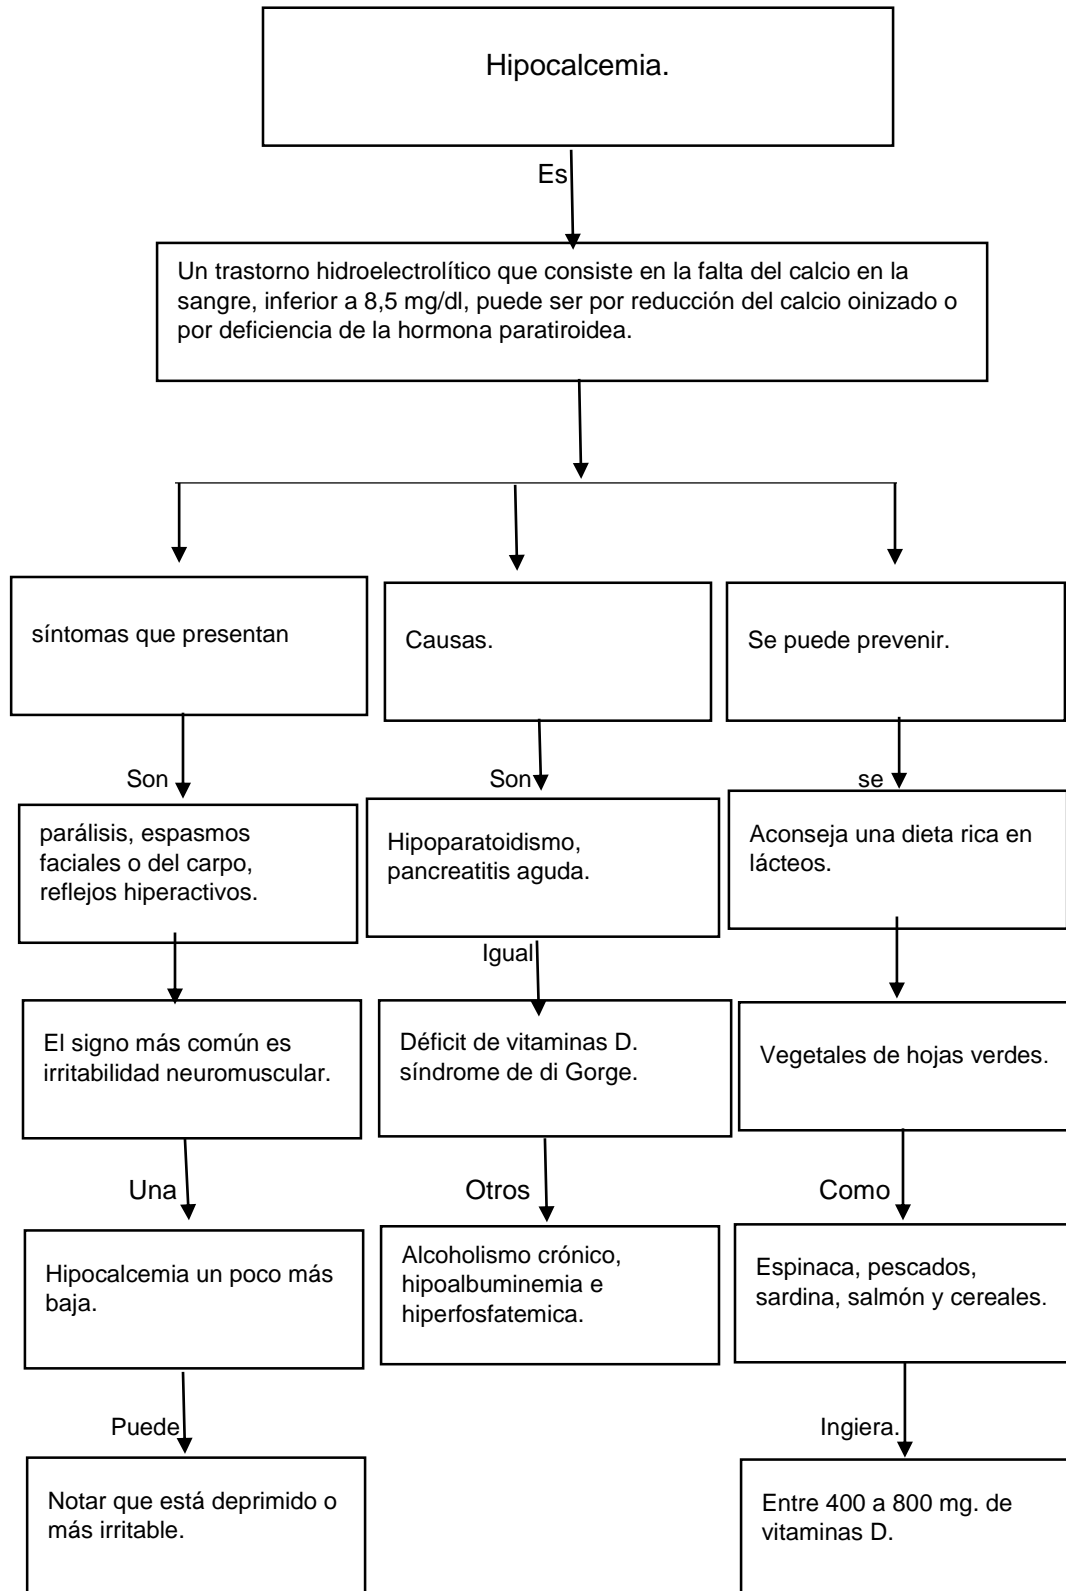 Hipocalcemia.
Es
Un trastorno hidroelectrolítico que consiste en la falta del calcio en la
sangre, inferior a 8,5 mg/dl, puede ser por reducción del calcio oinizado o
por deficiencia de la hormona paratiroidea.
síntomas que presentan
Son
parálisis, espasmos
faciales o del carpo,
reflejos hiperactivos.
El signo más común es
irritabilidad neuromuscular.
Una
Hipocalcemia un poco más
baja.
Puede
Notar que está deprimido o
más irritable.
Causas.
Son
Hipoparatoidismo,
pancreatitis aguda.
Igual
Déficit de vitaminas D.
síndrome de di Gorge.
Otros
Alcoholismo crónico,
hipoalbuminemia e
hiperfosfatemica.
Se puede prevenir.
se
Aconseja una dieta rica en
lácteos.
Vegetales de hojas verdes.
Como
Espinaca, pescados,
sardina, salmón y cereales.
Ingiera.
Entre 400 a 800 mg. de
vitaminas D.